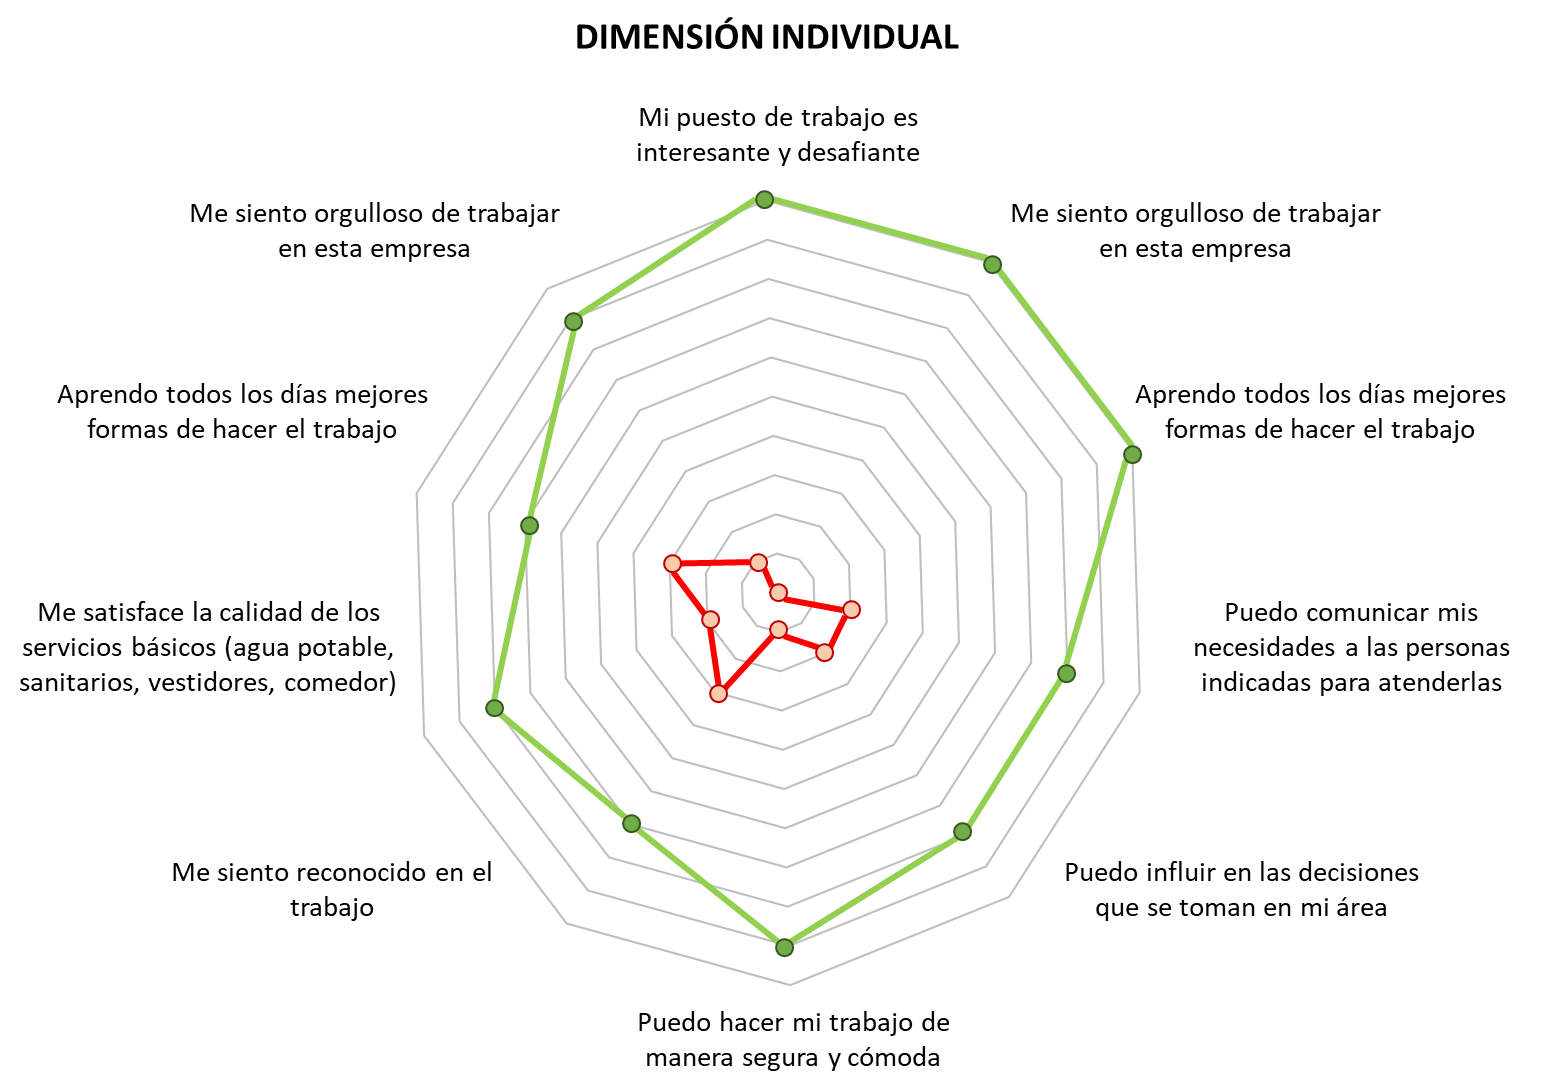 DIMENSIÓN INDIVIDUAL
Mi puesto de trabajo es
interesante y desafiante
Me siento orgulloso de trabajar
en esta empresa
Me siento orgulloso de trabajar
en esta empresa
Aprendo todos los días mejores
formas de hacer el trabajo
Aprendo todos los días mejores
formas de hacer el trabajo
Me satisface la calidad de los
servicios básicos (agua potable,
sanitarios, vestidores, comedor)
Puedo comunicar mis
necesidades a las personas
indicadas para atenderlas
Me siento reconocido en el
trabajo
Puedo influir en las decisiones
que se toman en mi área
Puedo hacer mi trabajo de
manera segura y cómoda